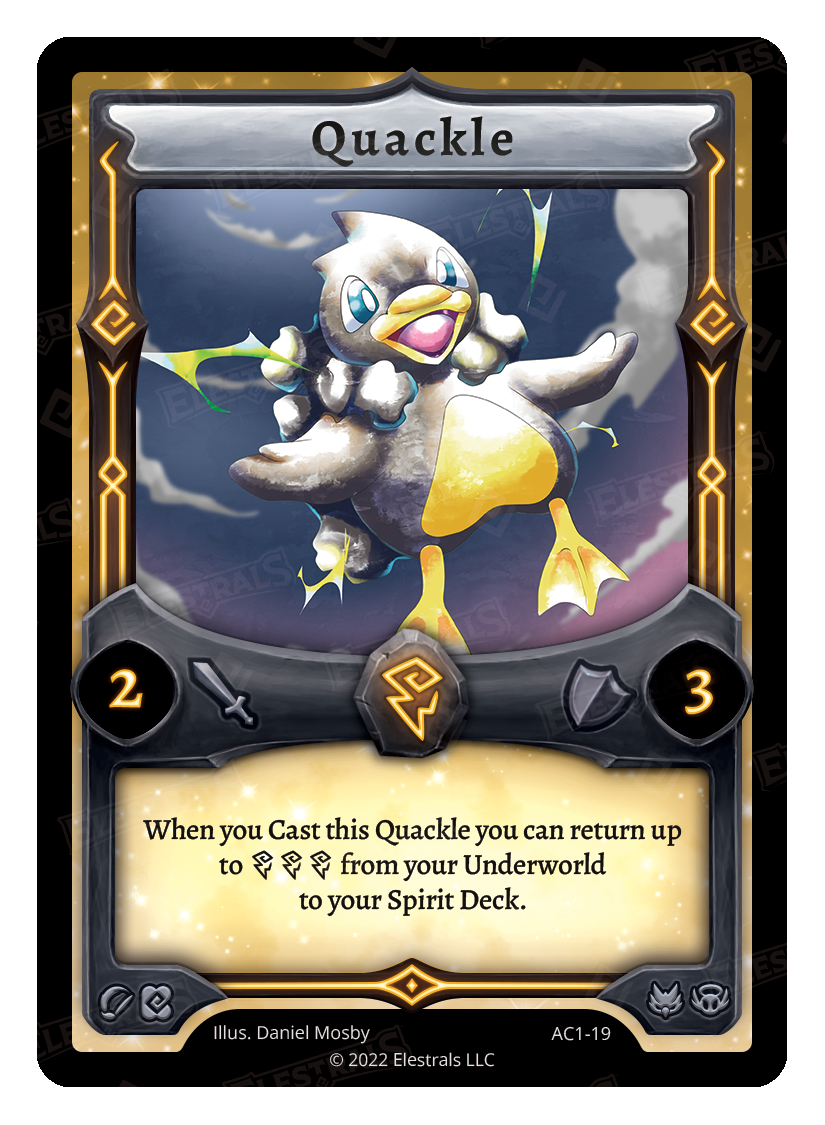 Quackle
2
3
When you Cast this Quackle you can return up
to from your Underworld
to your Spirit Deck.
Illus. Daniel Mosby
AC1-19
© 2022 Elestrals LLC
ELESTRALS